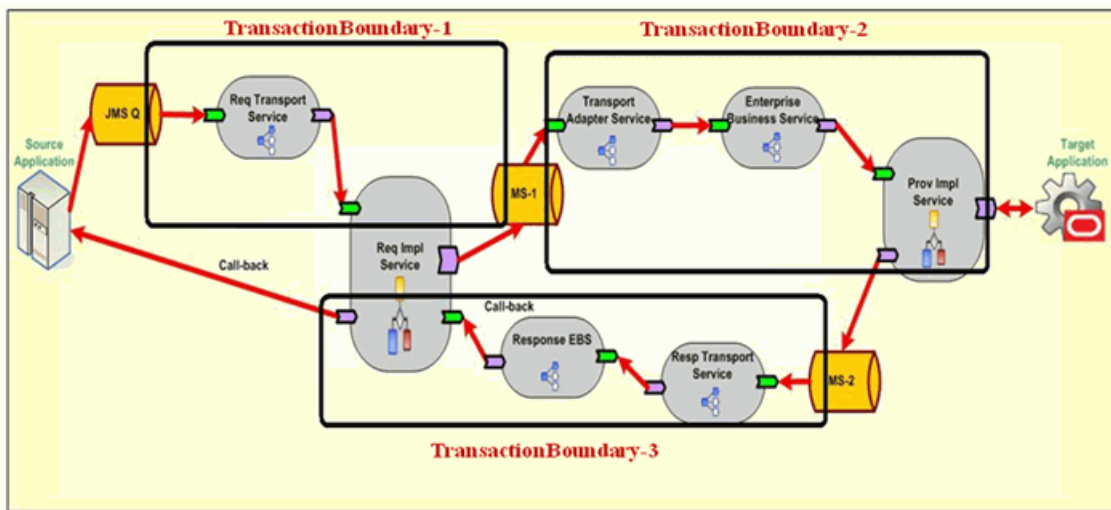 TransactionBoundary-1
TransactionBoundary-2
JMS Q
Req Transport
Service
Transport
Adapter Service
Enterprise
Business Service
Source
Application
Target
Application
MS-1
Prov Impl
Service
Req Impl
Service
Call-back
Call-back
Response EBS
Resp Transport
Service
MS-2
TransactionBoundary-3